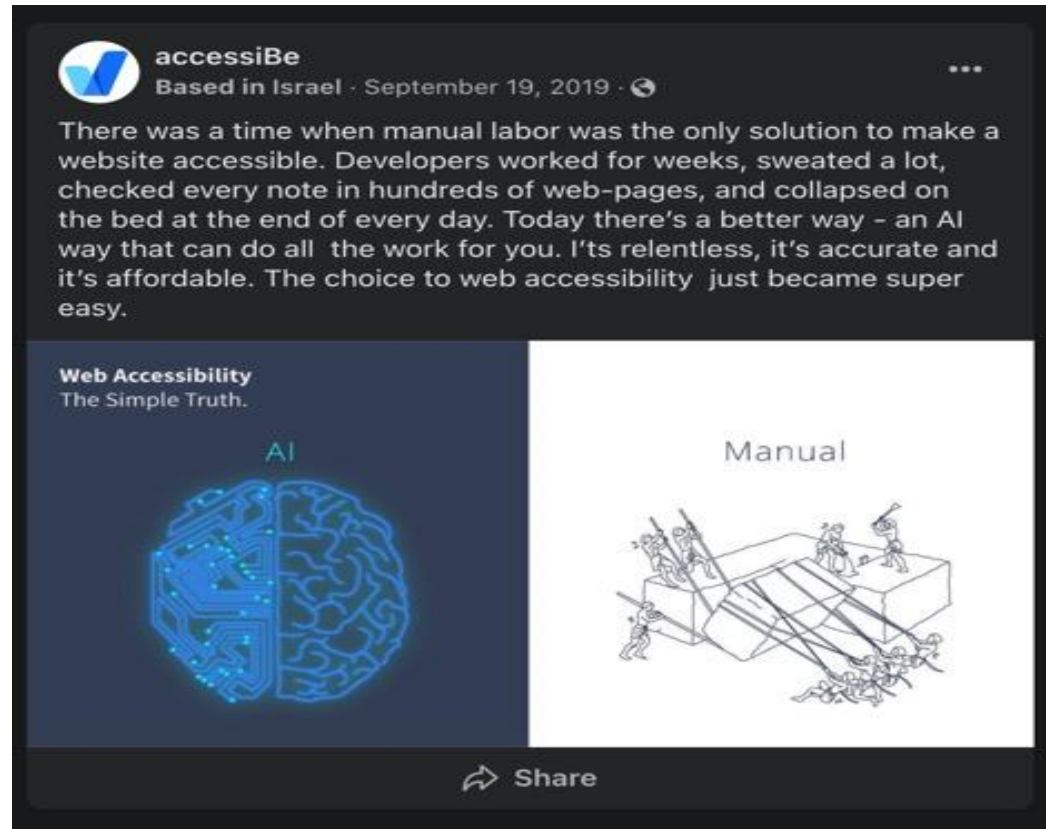 accessiBe
Based in Israel · September 19, 2019 ·
There was a time when manual labor was the only solution to make a
website accessible. Developers worked for weeks, sweated a lot,
checked every note in hundreds of web-pages, and collapsed on
the bed at the end of every day. Today there's a better way – an AI
way that can do all  the work for you. I'ts relentless, it's accurate and
it's affordable. The choice to web accessibility  just became super
easy.
Web Accessibility
The Simple Truth.
AI
Manual
Share